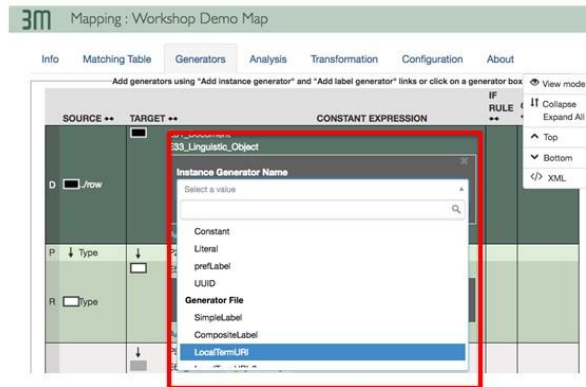 3M Mapping : Workshop Demo Map
Info Matching Table Generators Analysis Transformation Configuration About
Add generators using "Add instance generator" and "Add label generator" links or click on a generator box
View mode
Collapse
Expand All
Top
Bottom
XML
SOURCE TARGET CONSTANT EXPRESSION IF RULE
E33_Linguistic_Object
Instance Generator Name
Select a value
D ./row
Constant
Literal
prefLabel
UUID
Generator File
SimpleLabel
CompositeLabel
LocalTermURI
P Type
R Type